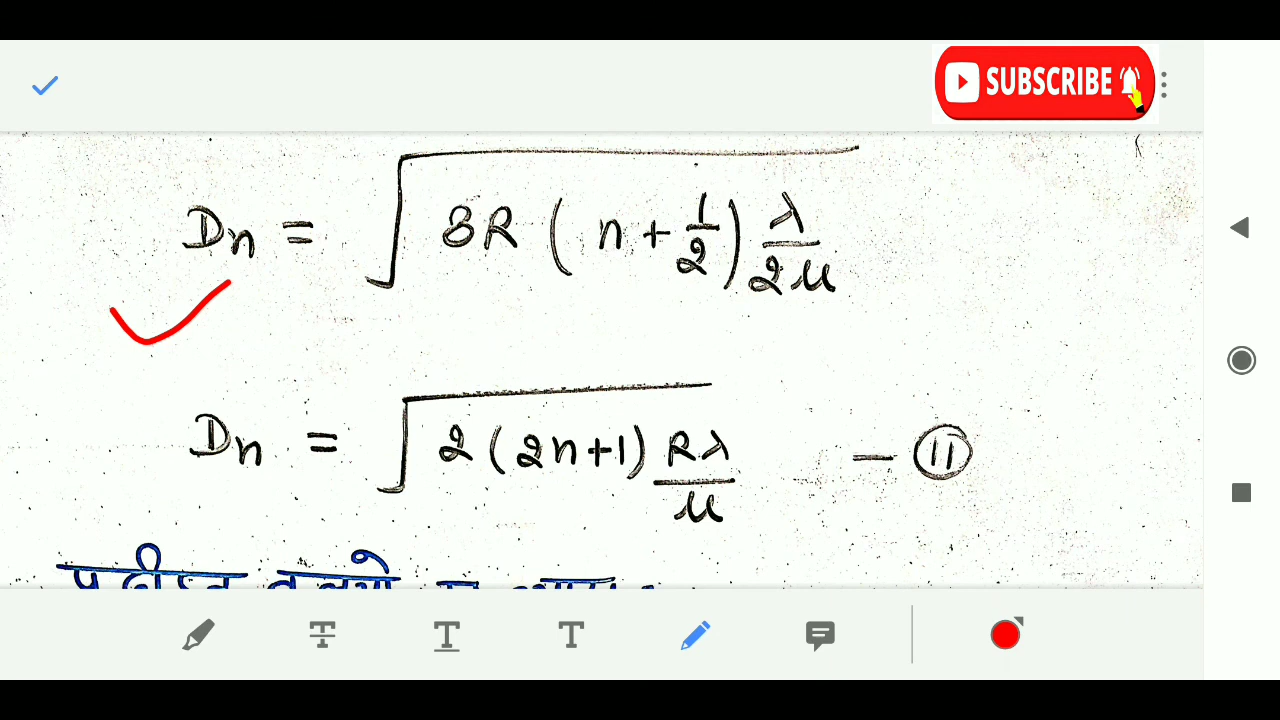 SUBSCRIBE
Dn = √(8R (n + 1/2) λ/2μ)
Dn = √(2(2n+1) Rλ/μ) — (11)